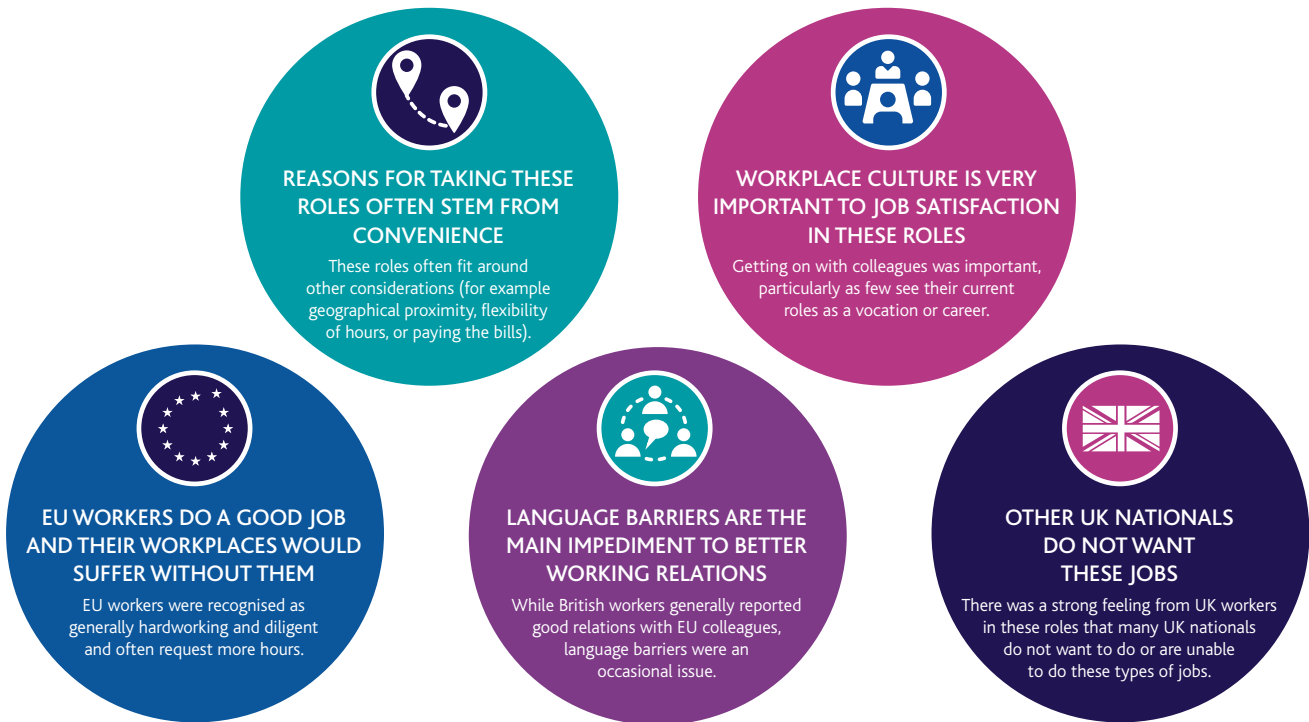 REASONS FOR TAKING THESE
ROLES OFTEN STEM FROM
CONVENIENCE
These roles often fit around
other considerations (for example
geographical proximity, flexibility
of hours, or paying the bills).
WORKPLACE CULTURE IS VERY
IMPORTANT TO JOB SATISFACTION
IN THESE ROLES
Getting on with colleagues was important,
particularly as few see their current
roles as a vocation or career.
EU WORKERS DO A GOOD JOB
AND THEIR WORKPLACES WOULD
SUFFER WITHOUT THEM
EU workers were recognised as
generally hardworking and diligent
and often request more hours.
LANGUAGE BARRIERS ARE THE
MAIN IMPEDIMENT TO BETTER
WORKING RELATIONS
While British workers generally reported
good relations with EU colleagues,
language barriers were an
occasional issue.
OTHER UK NATIONALS
DO NOT WANT
THESE JOBS
There was a strong feeling from UK workers
in these roles that many UK nationals
do not want to do or are unable
to do these types of jobs.